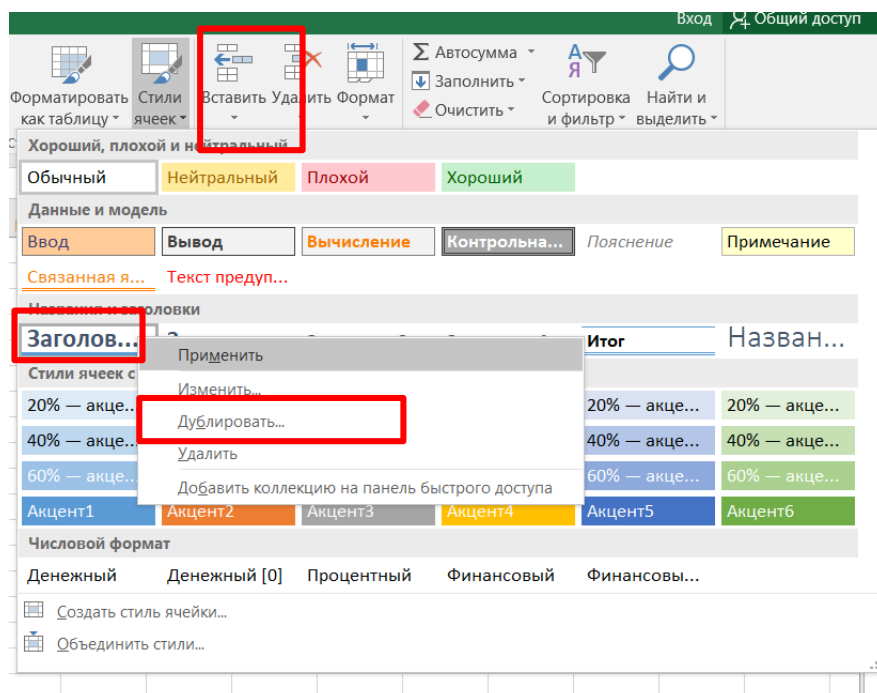 Вход Общий доступ
Форматировать как таблицу
Стили ячеек
Вставить Удалить Формат
Автосумма
Заполнить
Очистить
Сортировка и фильтр
Найти и выделить
Хороший, плохой и нейтральный
Обычный Нейтральный Плохой Хороший
Данные и модель
Ввод Вывод Вычисление Контрольна... Пояснение Примечание
Связанная я... Текст предуп...
Названия и заголовки
Заголов... Итог Назван...
Стили ячеек с
Применить
Изменить...
Дублировать...
Удалить
Добавить коллекцию на панель быстрого доступа
20% — акце... 20% — акце... 20% — акце...
40% — акце... 40% — акце... 40% — акце...
60% — акце... 60% — акце... 60% — акце...
Акцент1 Акцент2 Акцент3 Акцент4 Акцент5 Акцент6
Числовой формат
Денежный Денежный [0] Процентный Финансовый Финансовы...
Создать стиль ячейки...
Объединить стили...